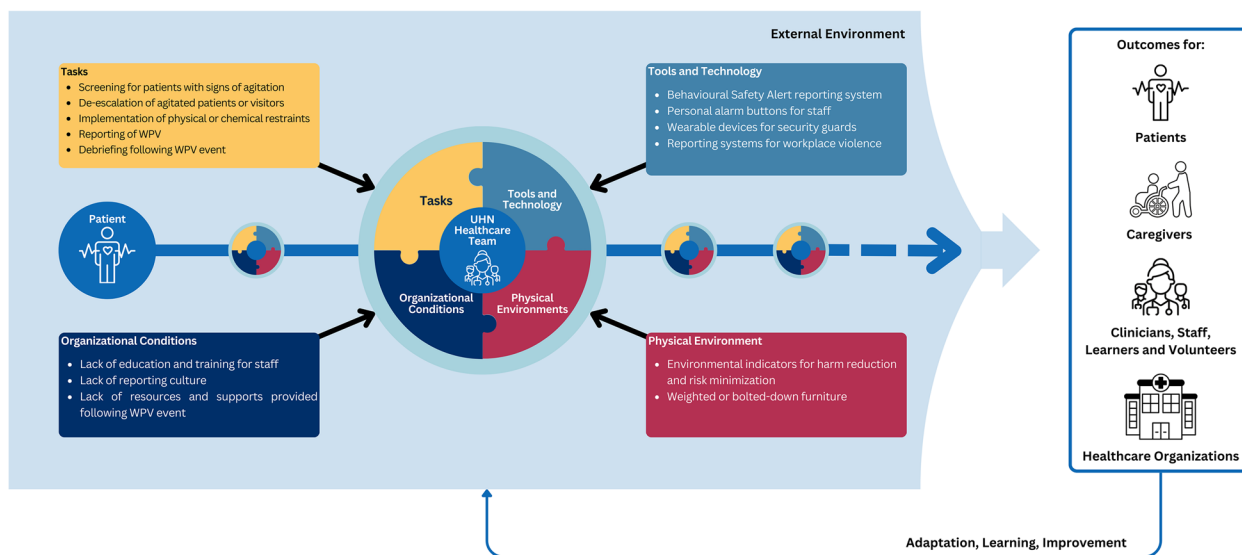 External Environment
Tasks
• Screening for patients with signs of agitation
• De-escalation of agitated patients or visitors
• Implementation of physical or chemical restraints
• Reporting of WPV
• Debriefing following WPV event
Tools and Technology
• Behavioural Safety Alert reporting system
• Personal alarm buttons for staff
• Wearable devices for security guards
• Reporting systems for workplace violence
Patient
Tasks
Tools and
Technology
UHN
Healthcare
Team
Organizational
Conditions
Physical
Environments
Organizational Conditions
• Lack of education and training for staff
• Lack of reporting culture
• Lack of resources and supports provided
following WPV event
Physical Environment
• Environmental indicators for harm reduction
and risk minimization
• Weighted or bolted-down furniture
Outcomes for:
Patients
Caregivers
Clinicians, Staff,
Learners and Volunteers
Healthcare Organizations
Adaptation, Learning, Improvement